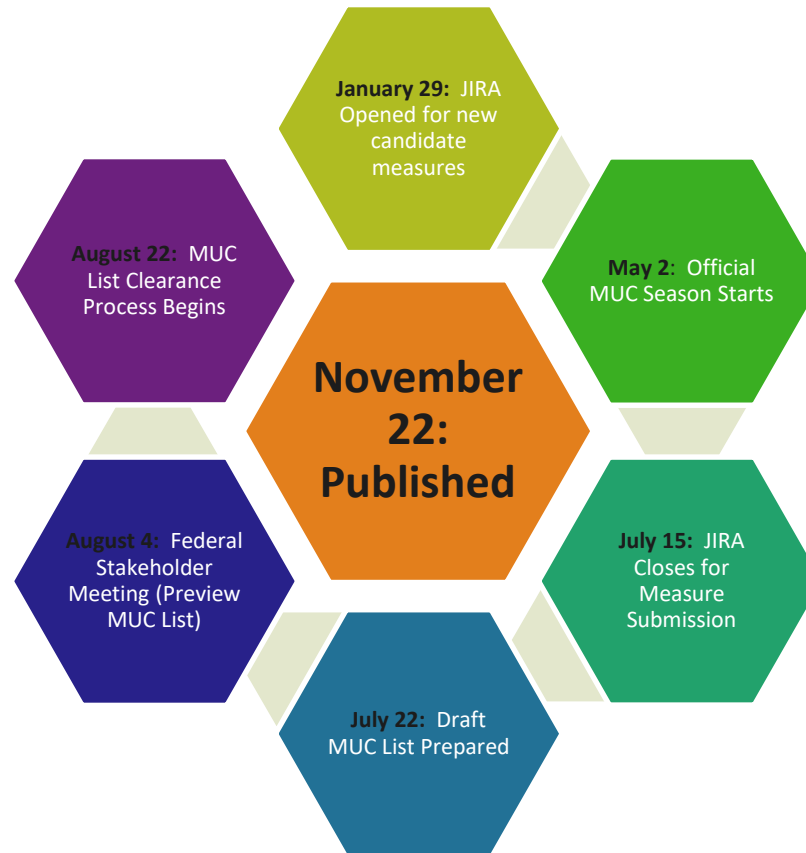 January 29: JIRA
Opened for new
candidate
measures
May 2: Official
MUC Season Starts
July 15: JIRA
Closes for
Measure
Submission
July 22: Draft
MUC List Prepared
August 4: Federal
Stakeholder
Meeting (Preview
MUC List)
August 22: MUC
List Clearance
Process Begins
November
22:
Published